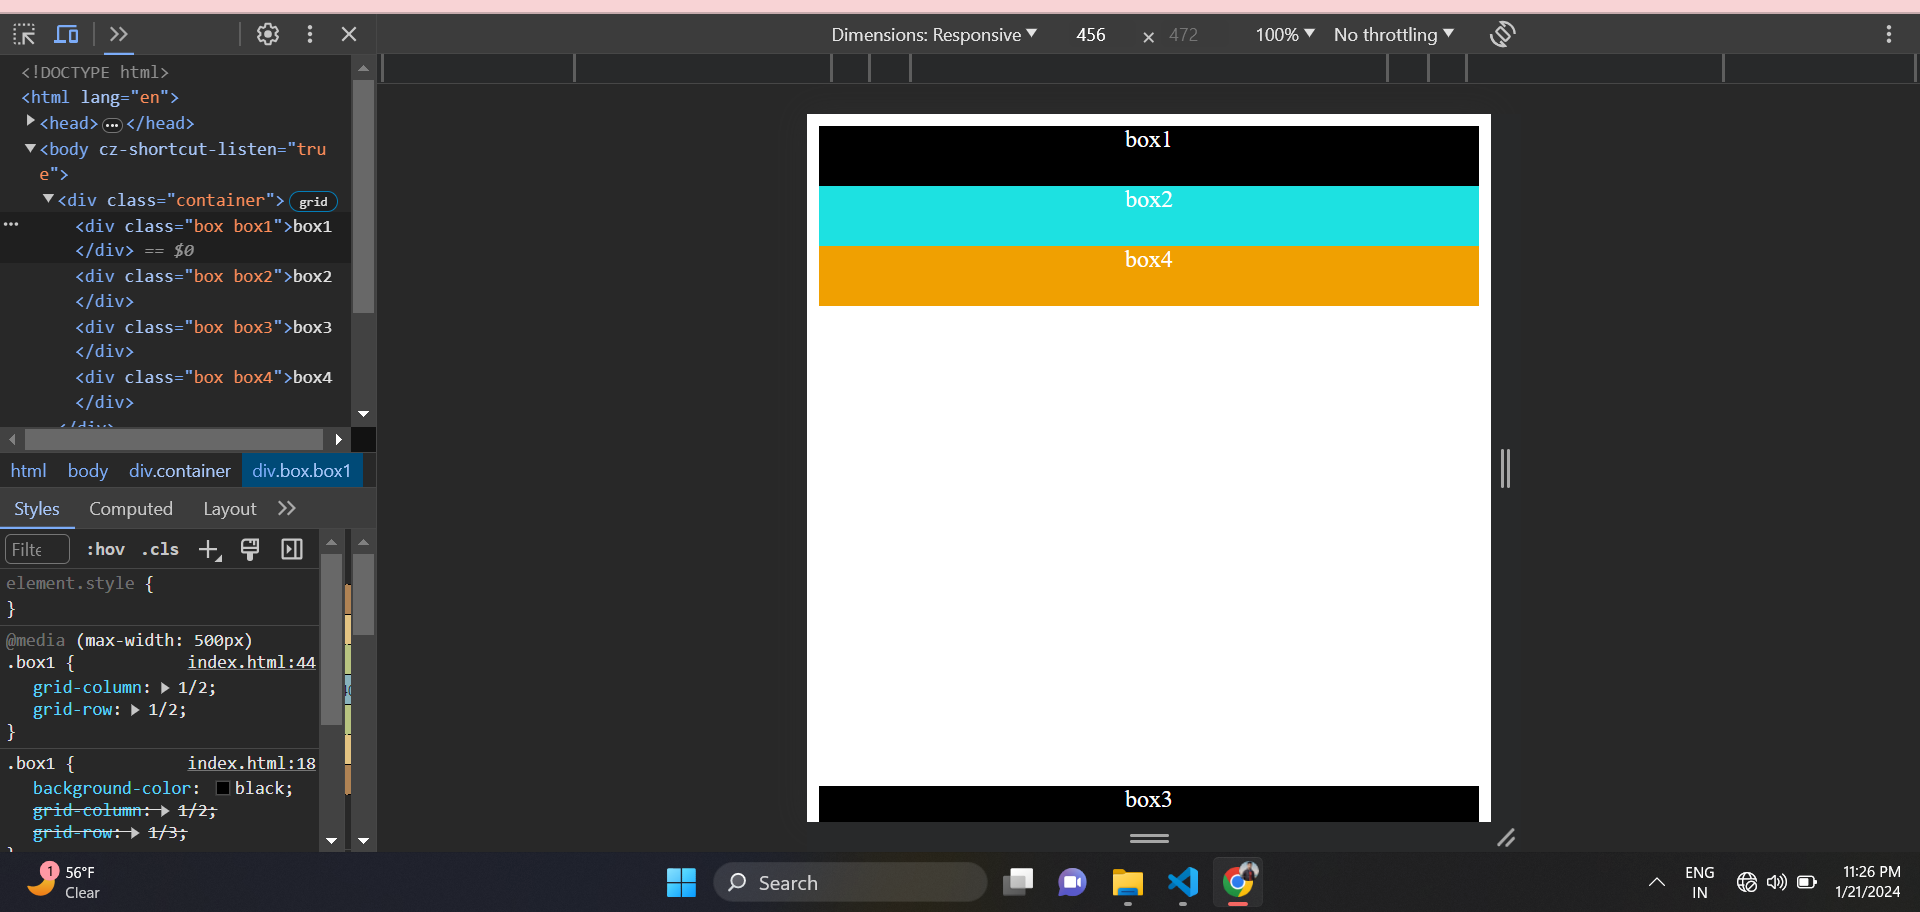 Dimensions: Responsive ▼ 456 × 472 100% ▼ No throttling ▼
<!DOCTYPE html>
<html lang="en">
<head> ••• </head>
<body cz-shortcut-listen="tru
e">
<div class="container"> grid
<div class="box box1">box1
</div> == $0
<div class="box box2">box2
</div>
<div class="box box3">box3
</div>
<div class="box box4">box4
</div>
</div>
html body div.container div.box.box1
Styles Computed Layout
Filte :hov .cls
element.style {
}
@media (max-width: 500px)
.box1 { index.html:44
grid-column: ▶ 1/2;
grid-row: ▶ 1/2;
}
.box1 { index.html:18
background-color: black;
grid-column: ▶ 1/2;
grid-row: ▶ 1/3;
box1
box2
box4
box3
1
56°F
Clear
Search
ENG
IN
11:26 PM
1/21/2024